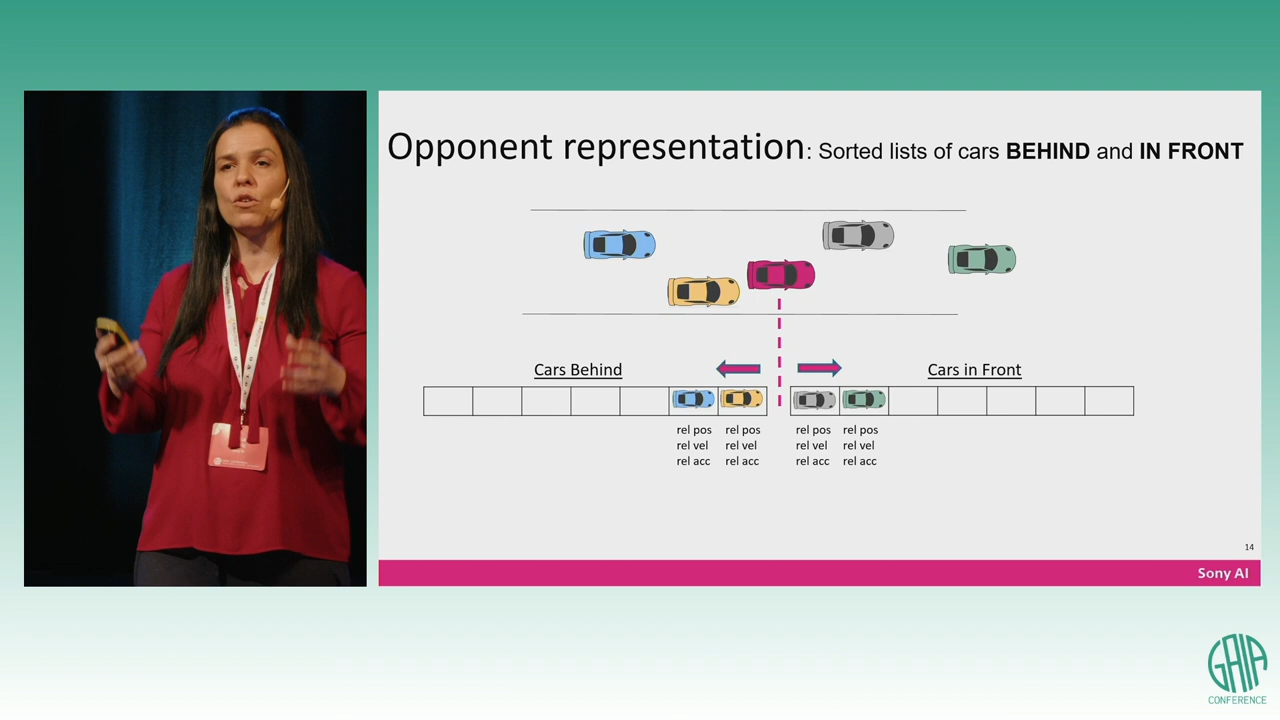 Opponent representation: Sorted lists of cars BEHIND and IN FRONT
Cars Behind
Cars in Front
rel pos rel pos rel pos rel pos
rel vel rel vel rel vel rel vel
rel acc rel acc rel acc rel acc
14
Sony AI
GAIA
CONFERENCE